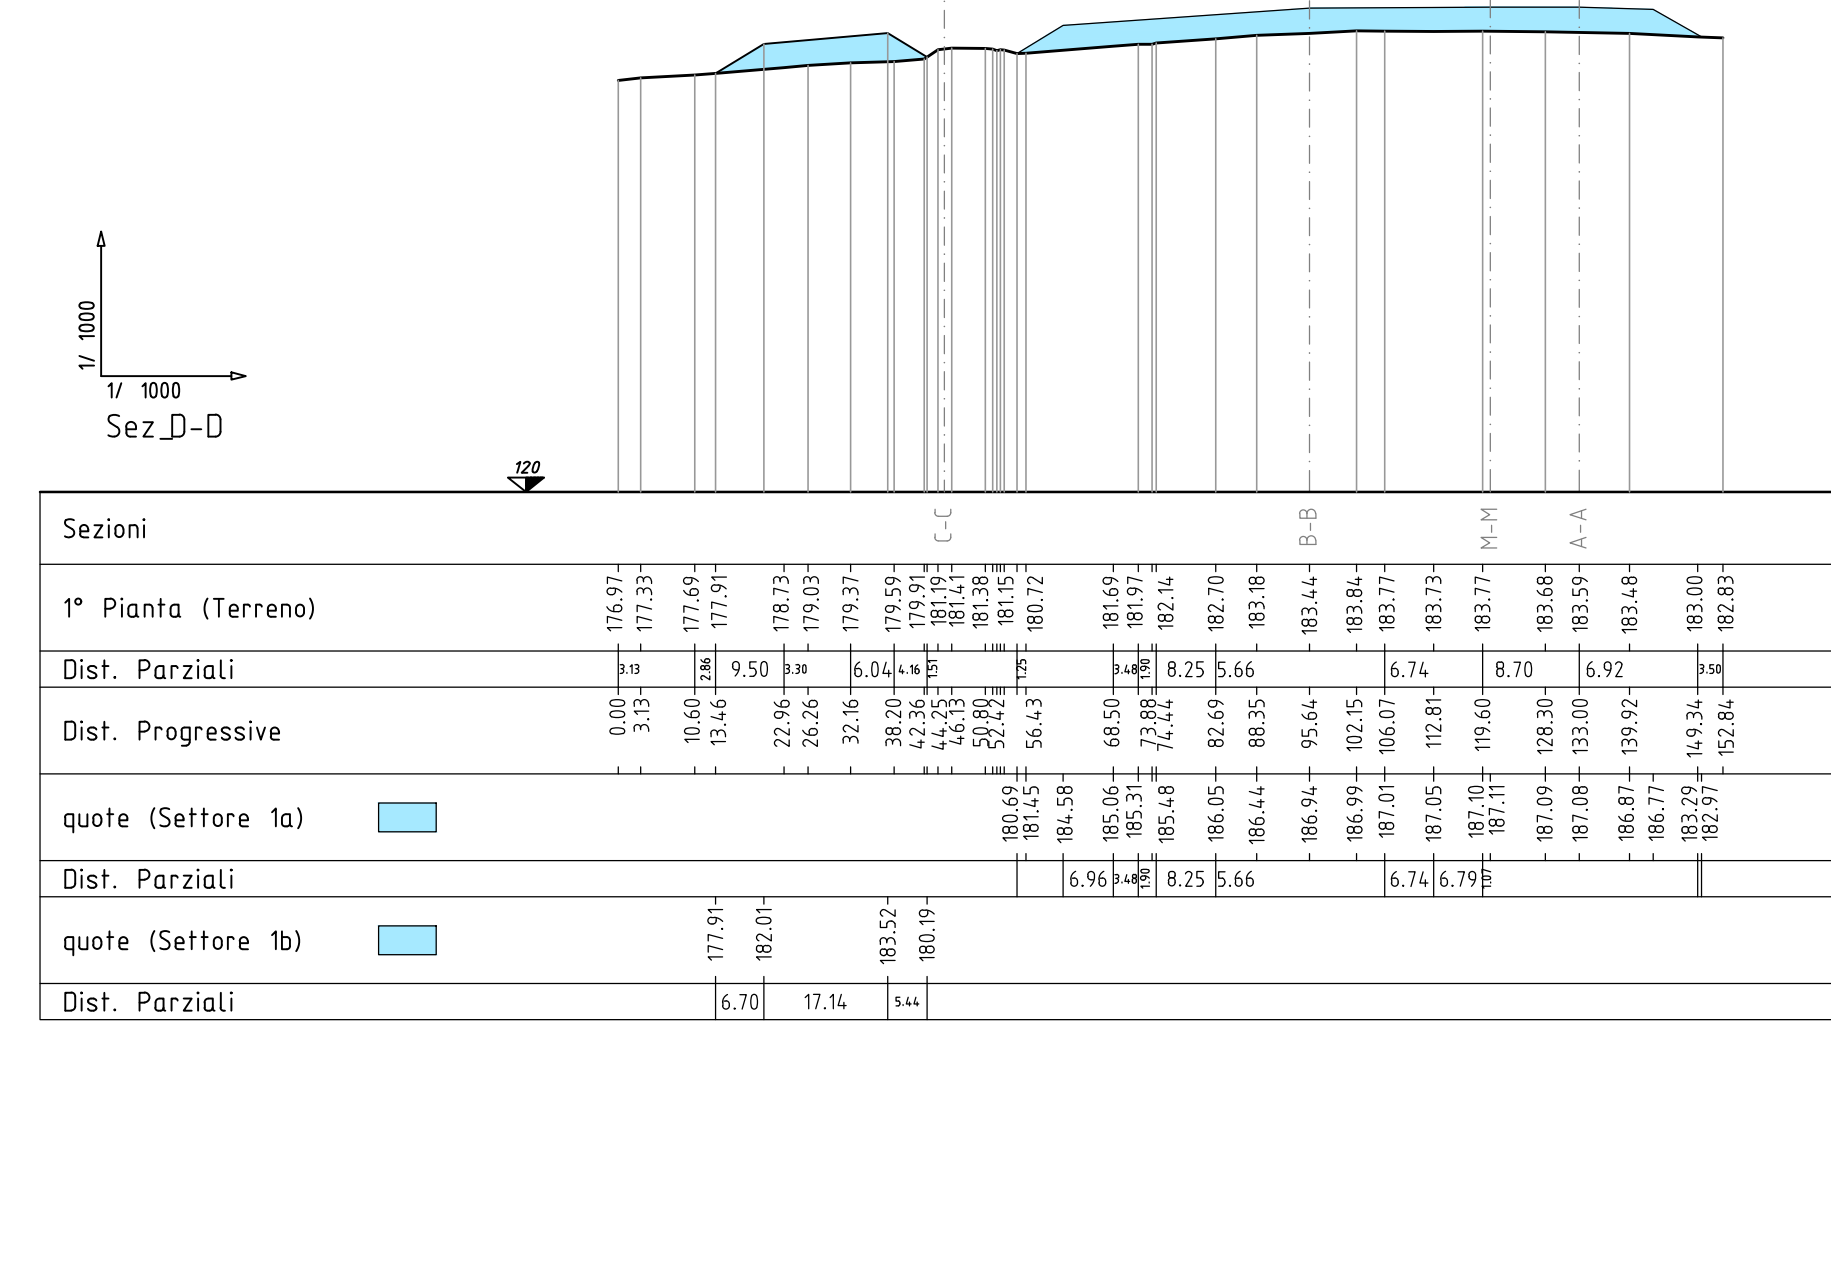 1/ 1000
1/ 1000
Sez_D-D
120
Sezioni C-C B-B M-M A-A
1° Pianta (Terreno) 176.97 177.33 177.69 177.91 178.73 179.03 179.37 179.59 179.91 181.19 181.41 181.38 181.15 180.72 181.69 181.97 182.14 182.70 183.18 183.44 183.84 183.77 183.73 183.77 183.68 183.59 183.48 183.00 182.83
Dist. Parziali 3.13 2.86 9.50 3.30 6.04 4.16 1.51 1.25 3.48 1.90 8.25 5.66 6.74 8.70 6.92 3.50
Dist. Progressive 0.00 3.13 10.60 13.46 22.96 26.26 32.16 38.20 42.36 44.25 46.13 50.80 52.42 56.43 68.50 73.88 74.44 82.69 88.35 95.64 102.15 106.07 112.81 119.60 128.30 133.00 139.92 149.34 152.84
quote (Settore 1a) 180.69 181.45 184.58 185.06 185.31 185.48 186.05 186.44 186.94 186.99 187.01 187.05 187.10 187.11 187.09 187.08 186.87 186.77 183.29 182.97
Dist. Parziali 6.96 3.48 1.90 8.25 5.66 6.74 6.79 1.07
quote (Settore 1b) 177.91 182.01 183.52 180.19
Dist. Parziali 6.70 17.14 5.44